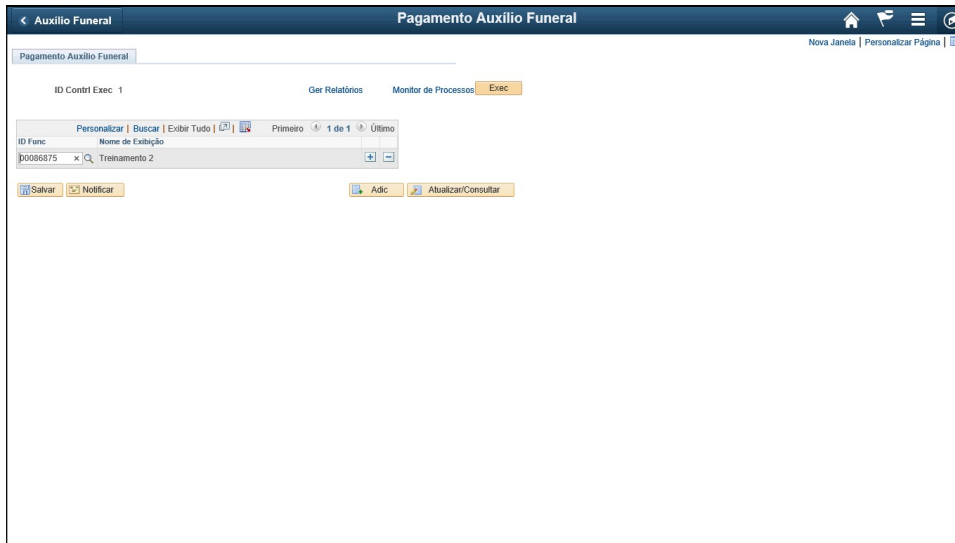 Auxílio Funeral
Pagamento Auxílio Funeral
Nova Janela | Personalizar Página |
Pagamento Auxílio Funeral
ID Contrl Exec 1 Ger Relatórios Monitor de Processos Exec
Personalizar | Buscar | Exibir Tudo | | Primeiro 1 de 1 Último
ID Func Nome de Exibição
00086875 × Treinamento 2 + −
Salvar Notificar Adic Atualizar/Consultar